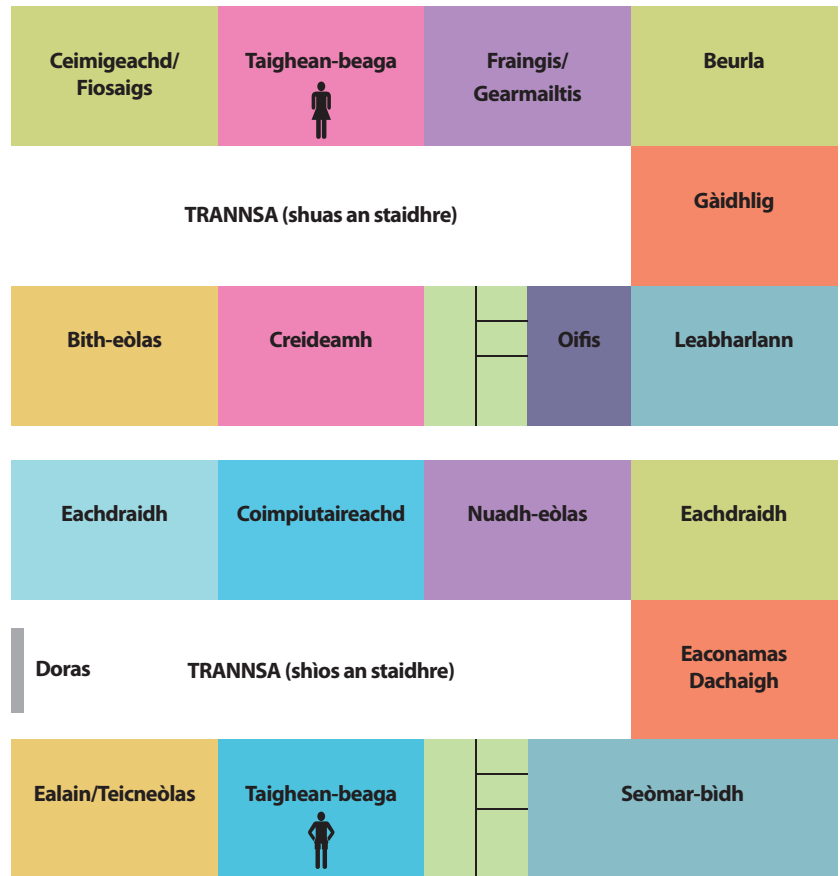 Ceimigeachd/
Fiosaigs
Taighean-beaga
Fraingis/
Gearmailtis
Beurla
TRANNSA (shuas an staidhre)
Gàidhlig
Bith-eòlas
Creideamh
Oifis
Leabharlann
Eachdraidh
Coimpiutaireachd
Nuadh-eòlas
Eachdraidh
Doras
TRANNSA (shìos an staidhre)
Eaconamas
Dachaigh
Ealain/Teicneòlas
Taighean-beaga
Seòmar-bìdh